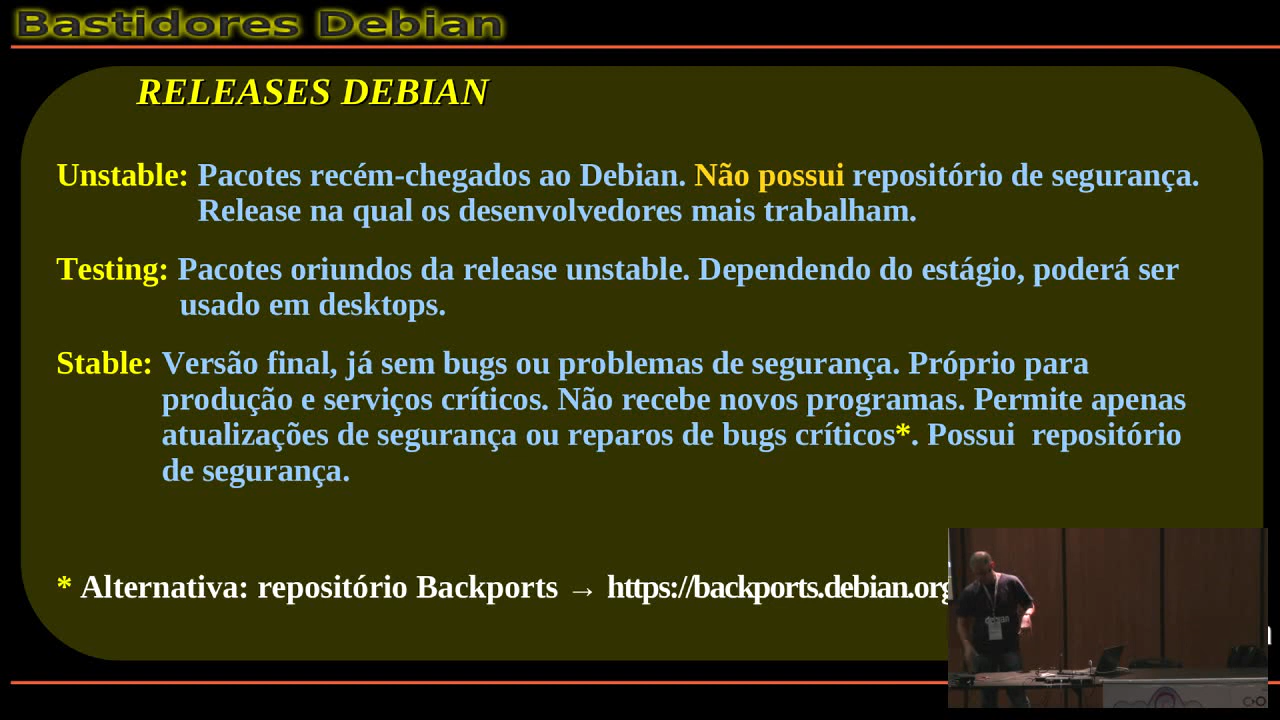 Bastidores Debian
RELEASES DEBIAN
Unstable: Pacotes recém-chegados ao Debian. Não possui repositório de segurança.
Release na qual os desenvolvedores mais trabalham.
Testing: Pacotes oriundos da release unstable. Dependendo do estágio, poderá ser
usado em desktops.
Stable: Versão final, já sem bugs ou problemas de segurança. Próprio para
produção e serviços críticos. Não recebe novos programas. Permite apenas
atualizações de segurança ou reparos de bugs críticos*. Possui repositório
de segurança.
* Alternativa: repositório Backports → https://backports.debian.org